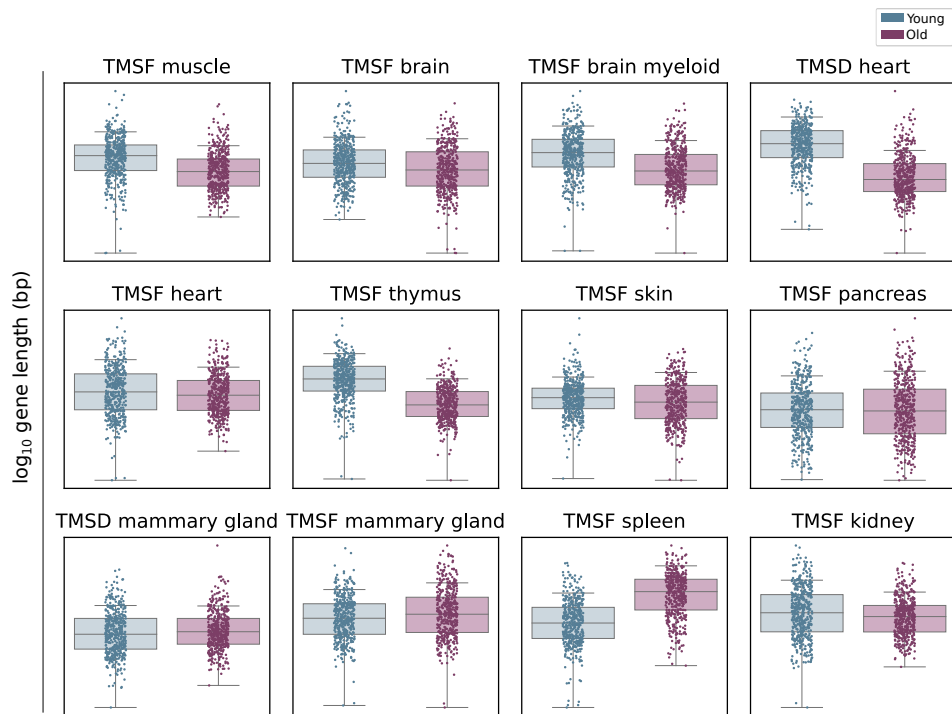 Young
Old
TMSF muscle
TMSF brain
TMSF brain myeloid
TMSD heart
TMSF heart
TMSF thymus
TMSF skin
TMSF pancreas
TMSD mammary gland
TMSF mammary gland
TMSF spleen
TMSF kidney
log₁₀ gene length (bp)